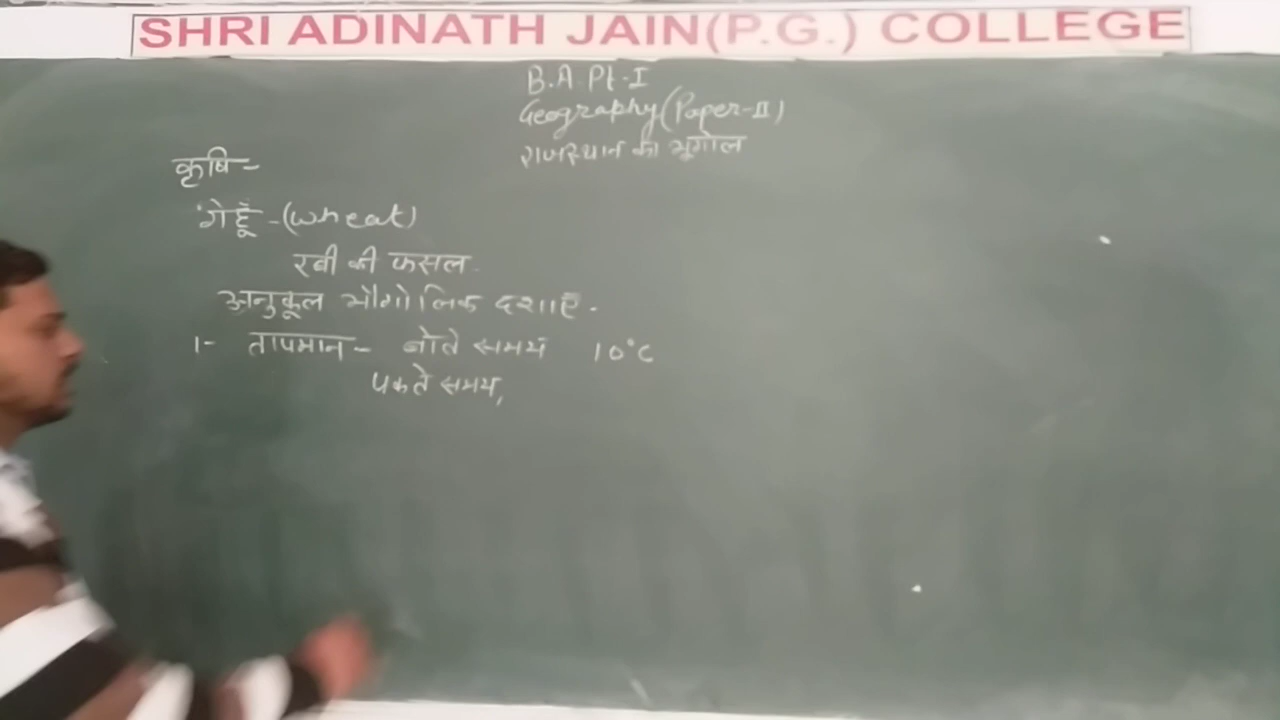 SHRI ADINATH JAIN(P.G.) COLLEGE
B.A. Pt-I
Geography (Paper-II)
राजस्थान का भूगोल
कृषि-
गेहूँ - (wheat)
रबी की फसल.
अनुकूल भौगोलिक दशाएँ.
1- तापमान - बोते समय 10°C
पकते समय,